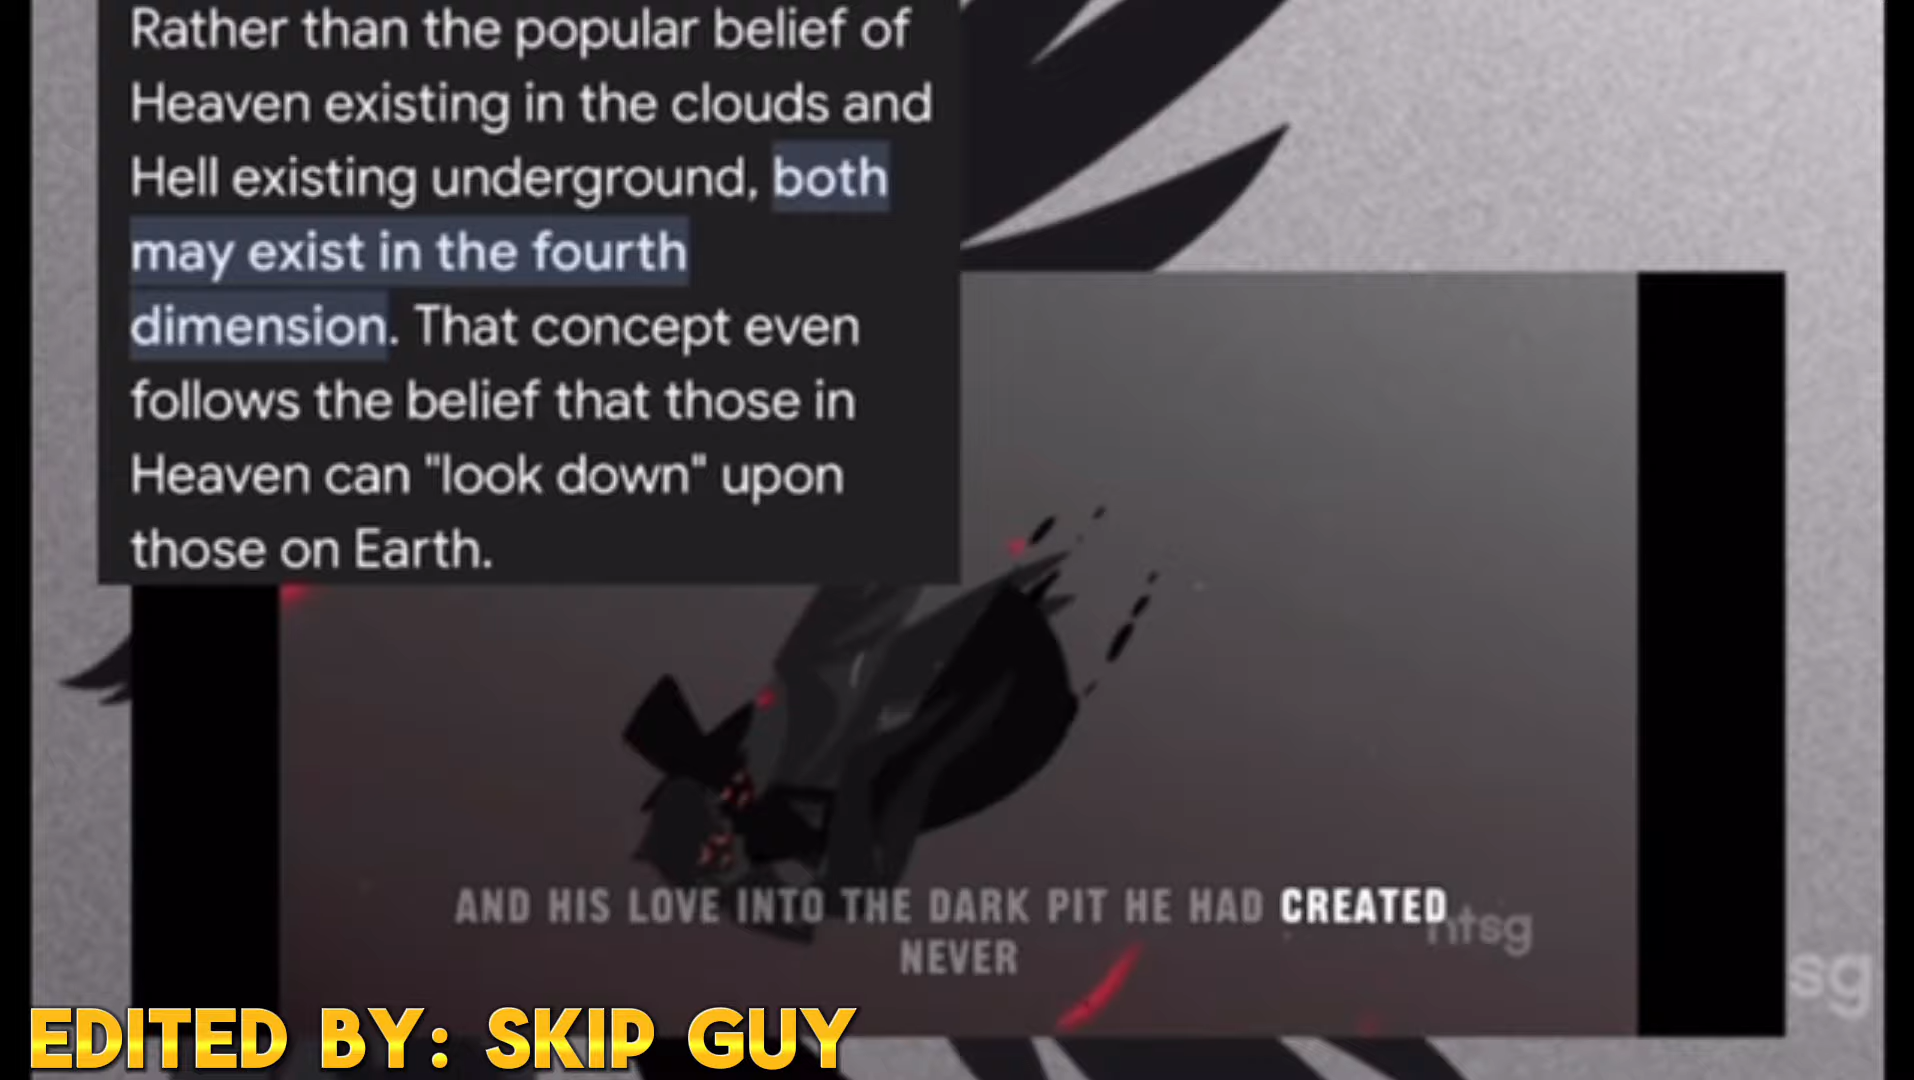 Rather than the popular belief of
Heaven existing in the clouds and
Hell existing underground, both
may exist in the fourth
dimension. That concept even
follows the belief that those in
Heaven can "look down" upon
those on Earth.
AND HIS LOVE INTO THE DARK PIT HE HAD CREATED
ntsg
NEVER
sg
EDITED BY: SKIP GUY